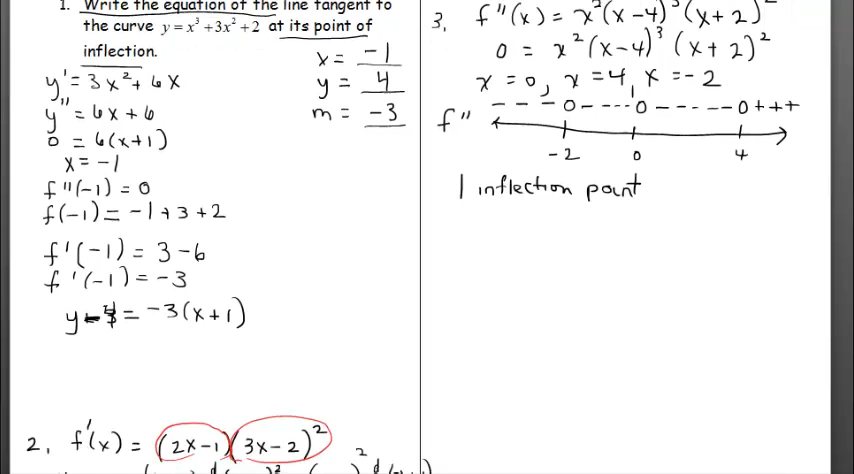 1. Write the equation of the line tangent to
the curve y = x³ + 3x² + 2 at its point of
inflection.
x = -1
y = 4
m = -3
y' = 3x² + 6x
y" = 6x + 6
0 = 6(x+1)
x = -1
f"(-1) = 0
f(-1) = -1 + 3 + 2
f'(-1) = 3 - 6
f'(-1) = -3
y - 4 = -3(x+1)
2. f'(x) = (2x-1)(3x-2)²
3. f"(x) = x²(x-4)³(x+2)²
0 = x²(x-4)³(x+2)²
x = 0, x = 4, x = -2
- - - 0 - - - - 0 - - - - - 0 + + +
f"
-2 0 4
1 inflection point